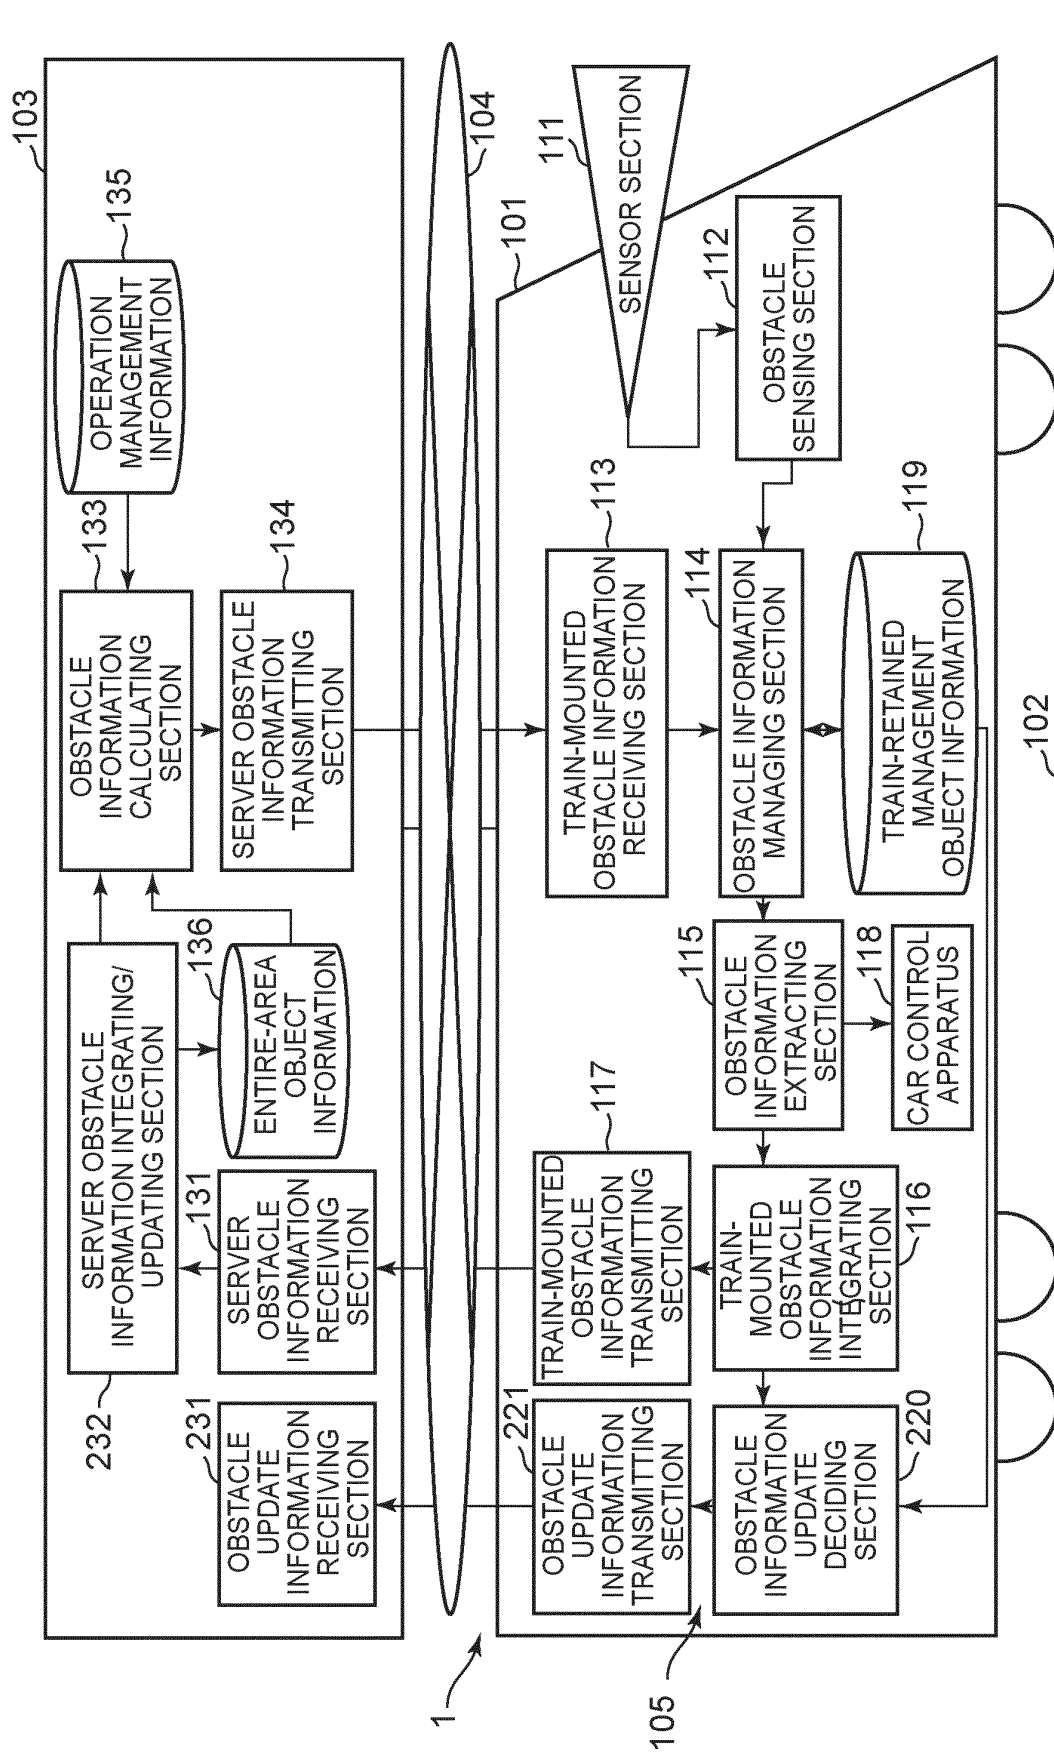 103
OPERATION
MANAGEMENT
INFORMATION
135
OBSTACLE
INFORMATION
CALCULATING
SECTION
133
SERVER OBSTACLE
INFORMATION
TRANSMITTING
SECTION
134
SERVER OBSTACLE
INFORMATION INTEGRATING/
UPDATING SECTION
232
ENTIRE-AREA
OBJECT
INFORMATION
136
SERVER
OBSTACLE
INFORMATION
RECEIVING
SECTION
131
OBSTACLE
UPDATE
INFORMATION
RECEIVING
SECTION
231
104
1
101
SENSOR SECTION
111
OBSTACLE
SENSING SECTION
112
TRAIN-MOUNTED
OBSTACLE INFORMATION
RECEIVING SECTION
113
OBSTACLE INFORMATION
MANAGING SECTION
114
TRAIN-RETAINED
MANAGEMENT
OBJECT INFORMATION
119
OBSTACLE
INFORMATION
EXTRACTING
SECTION
115
CAR CONTROL
APPARATUS
118
TRAIN-MOUNTED
OBSTACLE
INFORMATION
TRANSMITTING
SECTION
117
TRAIN-
MOUNTED
OBSTACLE
INFORMATION
INTEGRATING
SECTION
116
OBSTACLE
UPDATE
INFORMATION
TRANSMITTING
SECTION
221
OBSTACLE
INFORMATION
UPDATE
DECIDING
SECTION
220
105
102